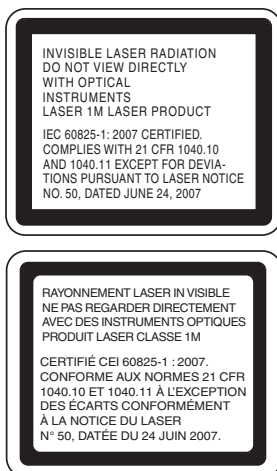 INVISIBLE LASER RADIATION
DO NOT VIEW DIRECTLY
WITH OPTICAL
INSTRUMENTS
LASER 1M LASER PRODUCT
IEC 60825-1: 2007 CERTIFIED.
COMPLIES WITH 21 CFR 1040.10
AND 1040.11 EXCEPT FOR DEVIA-
TIONS PURSUANT TO LASER NOTICE
NO. 50, DATED JUNE 24, 2007
RAYONNEMENT LASER IN VISIBLE
NE PAS REGARDER DIRECTEMENT
AVEC DES INSTRUMENTS OPTIQUES
PRODUIT LASER CLASSE 1M
CERTIFIÉ CEI 60825-1 : 2007.
CONFORME AUX NORMES 21 CFR
1040.10 ET 1040.11 À L'EXCEPTION
DES ÉCARTS CONFORMÉMENT
À LA NOTICE DU LASER
N° 50, DATÉE DU 24 JUIN 2007.